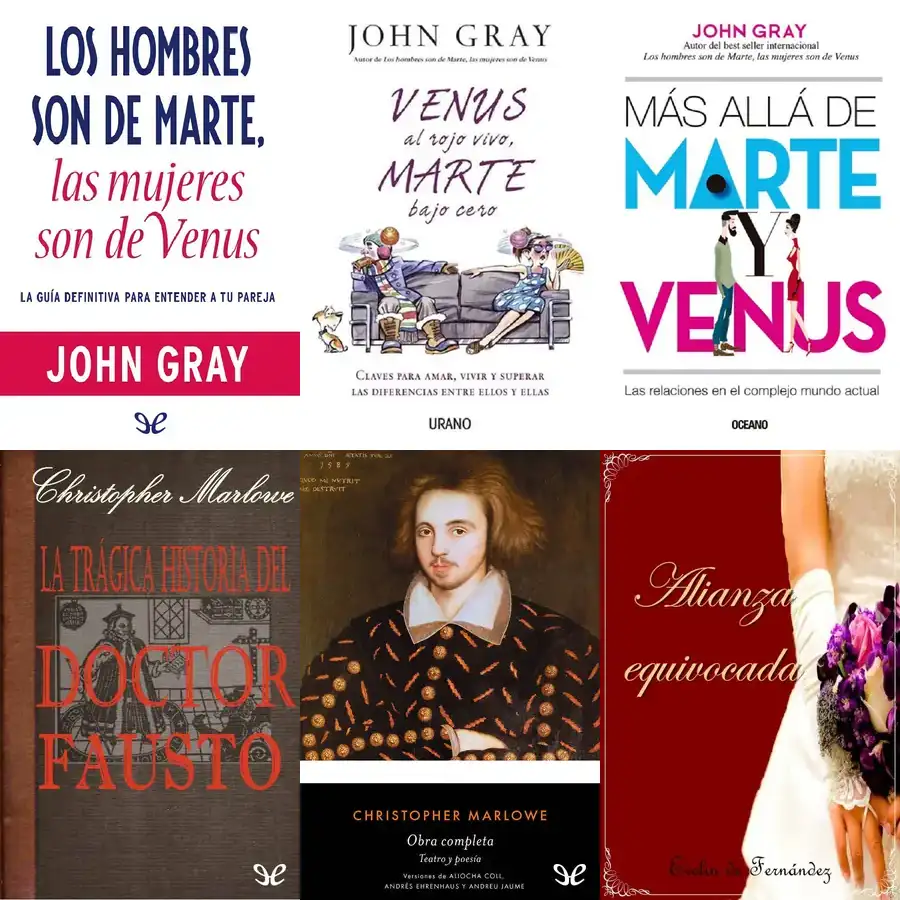 LOS HOMBRES
SON DE MARTE,
las mujeres
son de Venus
LA GUÍA DEFINITIVA PARA ENTENDER A TU PAREJA
JOHN GRAY
JOHN GRAY
Autor de Los hombres son de Marte, las mujeres de Venus
VENUS
al rojo vivo,
MARTE
bajo cero
CLAVES PARA AMAR, VIVIR Y SUPERAR
LAS DIFERENCIAS ENTRE ELLOS Y ELLAS
URANO
JOHN GRAY
Autor del best seller internacional
Los hombres son de Marte, las mujeres son de Venus
MÁS ALLÁ DE
MARTE
Y
VENUS
Las relaciones en el complejo mundo actual
OCEANO
Christopher Marlowe
LA TRÁGICA HISTORIA DEL
DOCTOR
FAUSTO
1585
CHRISTOPHER MARLOWE
Obra completa
Teatro y poesía
Versiones de ALIOCHA COLL,
ANDRÉS EHRENHAUS Y ANDREU JAUME
Alianza
equivocada
Evelin de Fernández